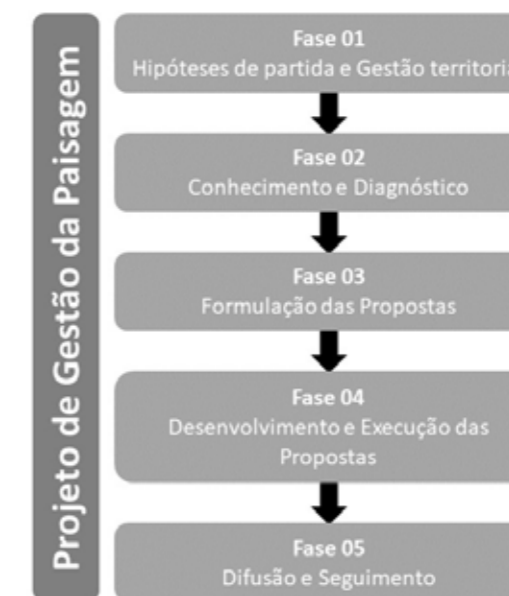 Projeto de Gestão da Paisagem
Fase 01
Hipóteses de partida e Gestão
Fase 02
Conhecimento e Diagnóstico
Fase 03
Formulação das Propostas
Fase 04
Desenvolvimento e Execução das
Propostas
Fase 05
Difusão e Seguimento